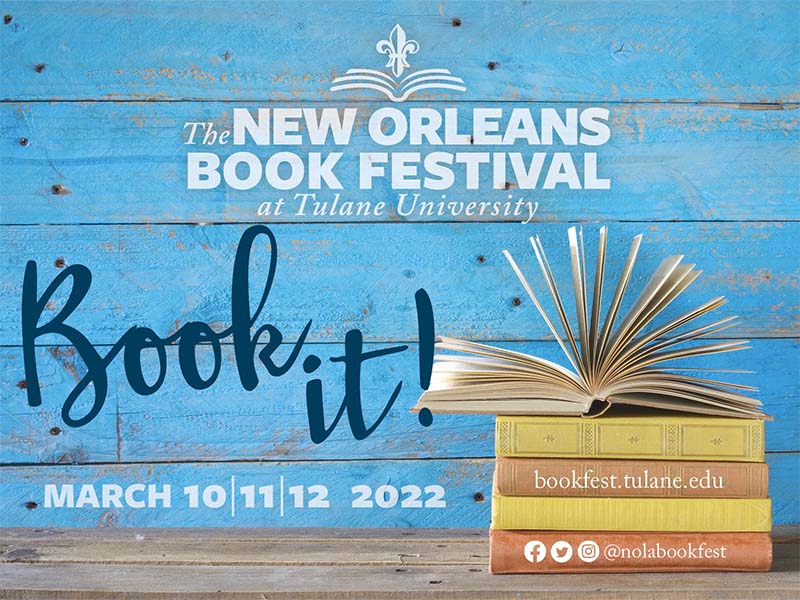 The NEW ORLEANS
BOOK FESTIVAL
at Tulane University
Book it!
MARCH 10|11|12 2022
bookfest.tulane.edu
@nolabookfest